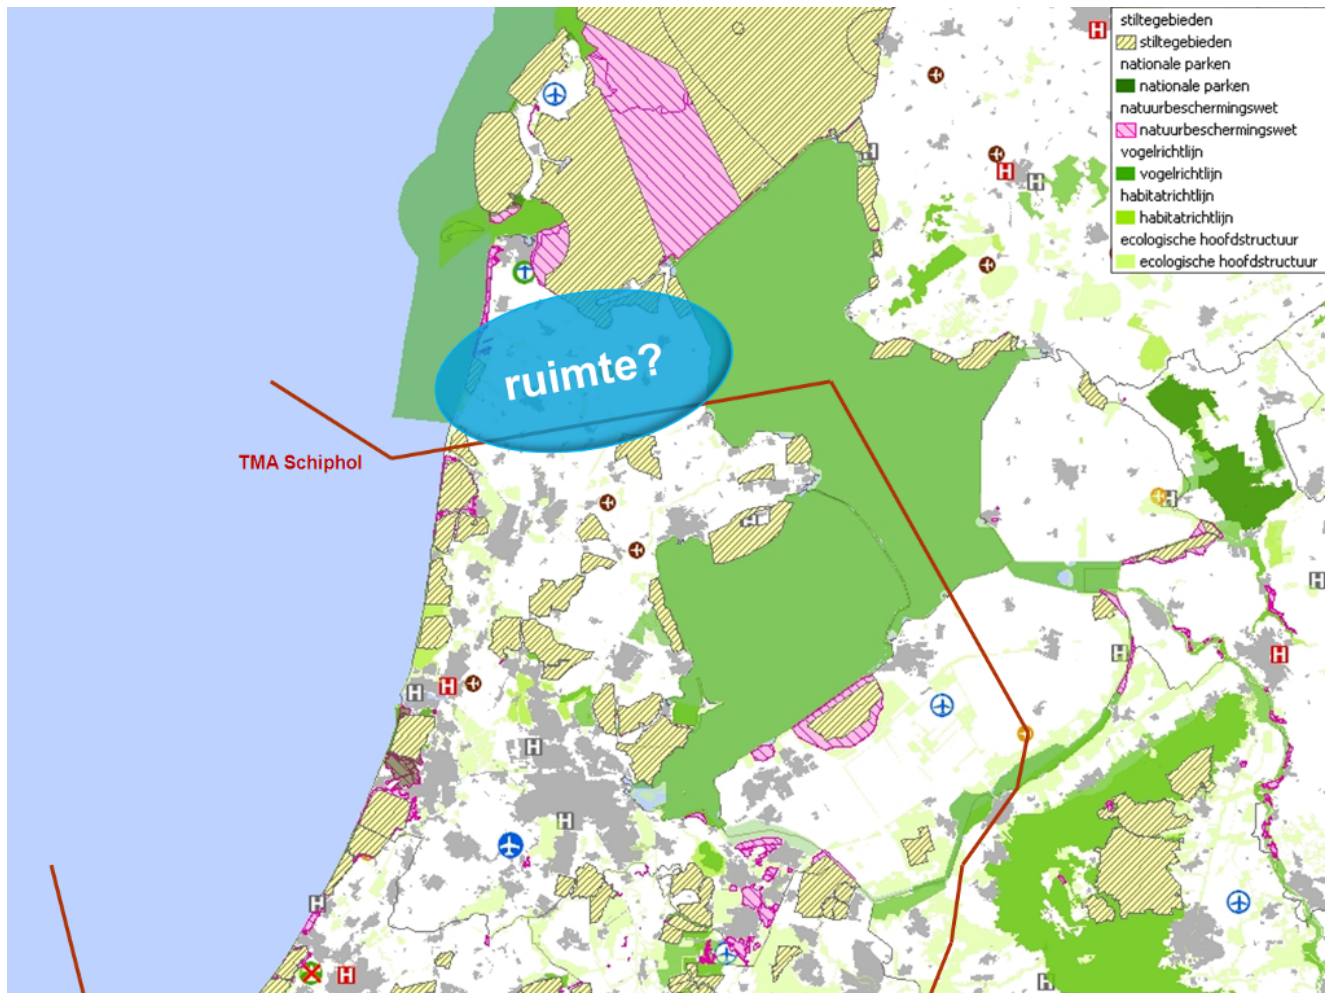 stiltegebieden
stiltegebieden
nationale parken
nationale parken
natuurbeschermingswet
natuurbeschermingswet
vogelrichtlijn
vogelrichtlijn
habitatrichtlijn
habitatrichtlijn
ecologische hoofdstructuur
ecologische hoofdstructuur
H
H
H
H
ruimte?
TMA Schiphol
H
H
H
H
H
H
H
H
H
H
H